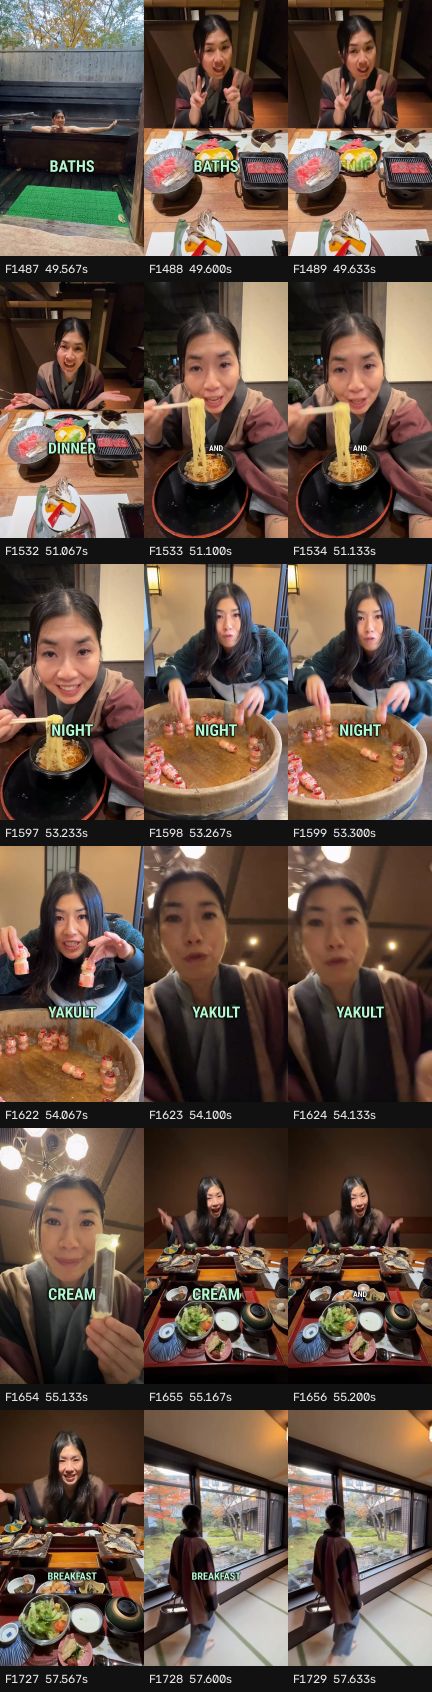 BATHS
BATHS
F1487 49.567s
F1488 49.600s
F1489 49.633s
DINNER
AND
AND
F1532 51.067s
F1533 51.100s
F1534 51.133s
NIGHT
NIGHT
NIGHT
F1597 53.233s
F1598 53.267s
F1599 53.300s
YAKULT
YAKULT
YAKULT
F1622 54.067s
F1623 54.100s
F1624 54.133s
CREAM
CREAM
AND
F1654 55.133s
F1655 55.167s
F1656 55.200s
BREAKFAST
BREAKFAST
F1727 57.567s
F1728 57.600s
F1729 57.633s